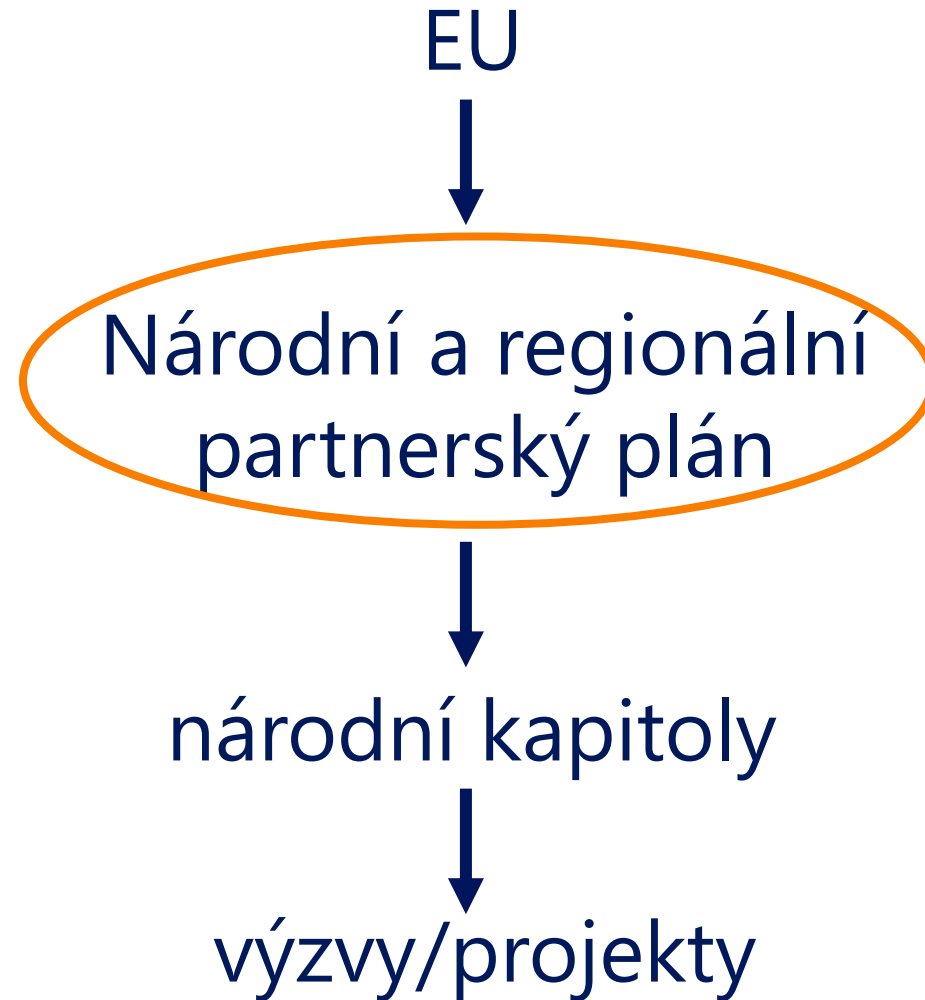 EU
Národní a regionální
partnerský plán
národní kapitoly
výzvy/projekty